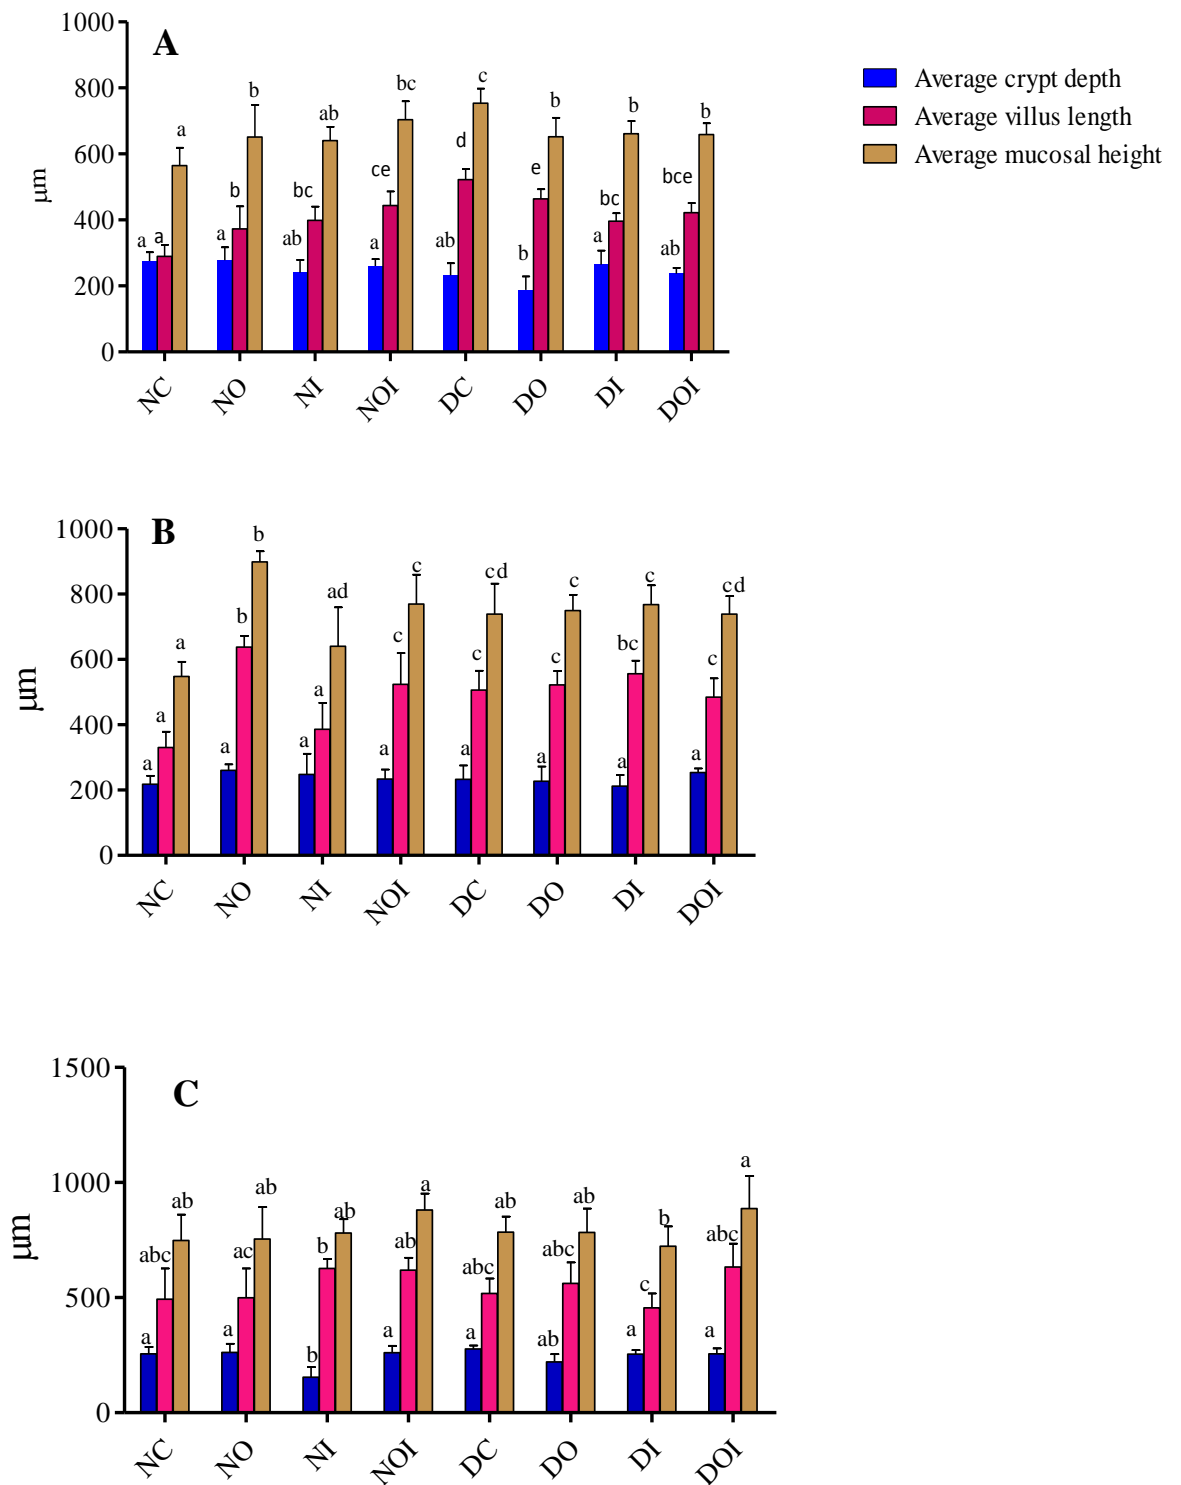 A
1000
800
600
400
200
0
μm
a a a
a b b
ab bc ab
a ce bc
ab d c
b e b
a bc b
ab bce b
NC NO NI NOI DC DO DI DOI
Average crypt depth
Average villus length
Average mucosal height
B
1000
800
600
400
200
0
μm
a a a
a b b
a a ad
a c c
a c cd
a c c
a bc c
a c cd
NC NO NI NOI DC DO DI DOI
C
1500
1000
500
0
μm
a abc ab
a ac ab
b b ab
a ab a
a abc ab
ab abc ab
a c b
a abc a
NC NO NI NOI DC DO DI DOI